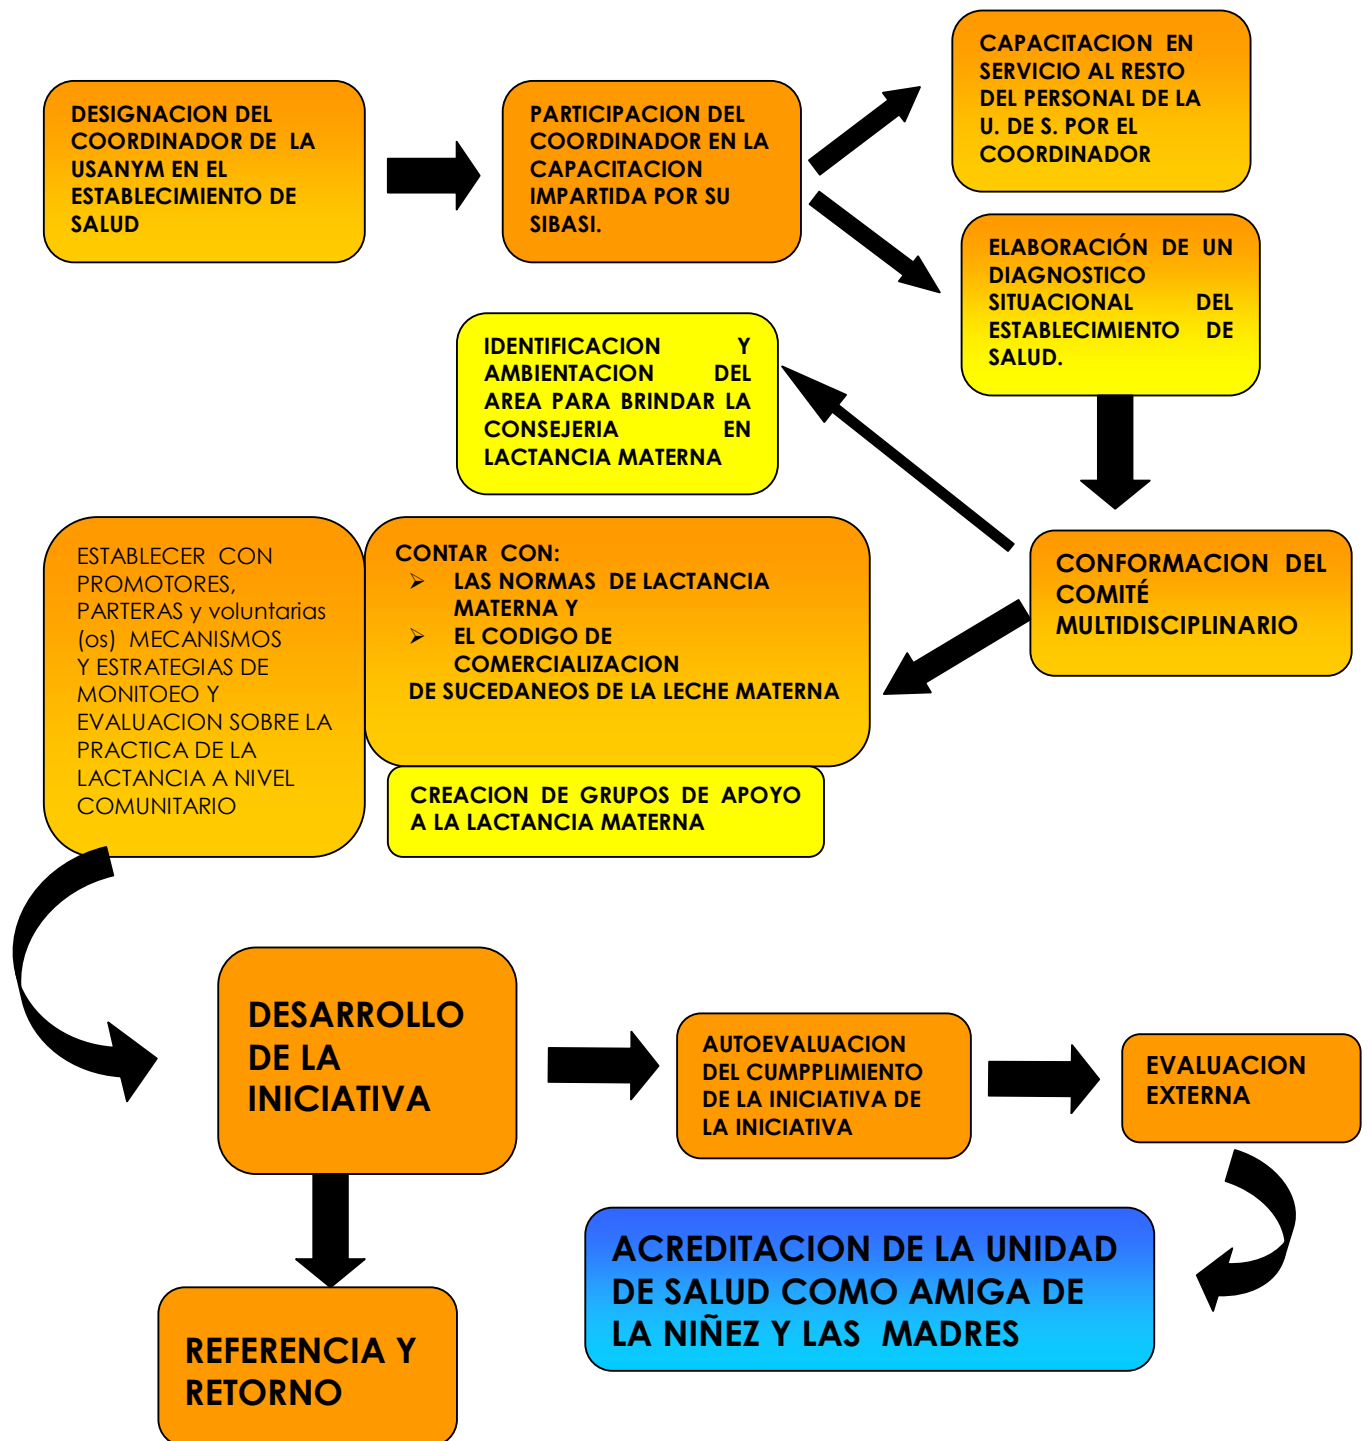 DESIGNACION DEL
COORDINADOR DE LA
USANYM EN EL
ESTABLECIMIENTO DE
SALUD
PARTICIPACION DEL
COORDINADOR EN LA
CAPACITACION
IMPARTIDA POR SU
SIBASI.
CAPACITACION EN
SERVICIO AL RESTO
DEL PERSONAL DE LA
U. DE S. POR EL
COORDINADOR
ELABORACIÓN DE UN
DIAGNOSTICO
SITUACIONAL DEL
ESTABLECIMIENTO DE
SALUD.
IDENTIFICACION Y
AMBIENTACION DEL
AREA PARA BRINDAR LA
CONSEJERIA EN
LACTANCIA MATERNA
CONFORMACION DEL
COMITÉ
MULTIDISCIPLINARIO
ESTABLECER CON
PROMOTORES,
PARTERAS y voluntarias
(os) MECANISMOS
Y ESTRATEGIAS DE
MONITOEO Y
EVALUACION SOBRE LA
PRACTICA DE LA
LACTANCIA A NIVEL
COMUNITARIO
CONTAR CON:
➢ LAS NORMAS DE LACTANCIA
MATERNA Y
➢ EL CODIGO DE
COMERCIALIZACION
DE SUCEDANEOS DE LA LECHE MATERNA
CREACION DE GRUPOS DE APOYO
A LA LACTANCIA MATERNA
DESARROLLO
DE LA
INICIATIVA
AUTOEVALUACION
DEL CUMPPLIMIENTO
DE LA INICIATIVA DE
LA INICIATIVA
EVALUACION
EXTERNA
ACREDITACION DE LA UNIDAD
DE SALUD COMO AMIGA DE
LA NIÑEZ Y LAS MADRES
REFERENCIA Y
RETORNO